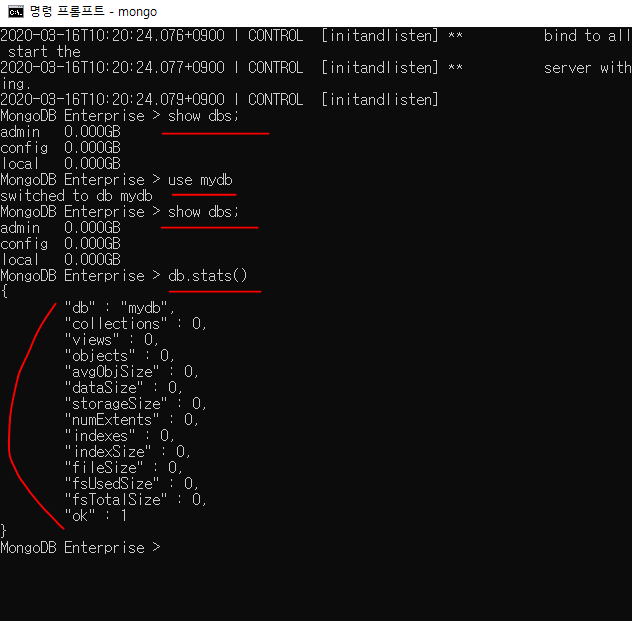 명령 프롬프트 - mongo
2020-03-16T10:20:24.076+0900 I CONTROL  [initandlisten] **          bind to all
 start the
2020-03-16T10:20:24.077+0900 I CONTROL  [initandlisten] **          server with
ing.
2020-03-16T10:20:24.079+0900 I CONTROL  [initandlisten]
MongoDB Enterprise > show dbs;
admin   0.000GB
config  0.000GB
local   0.000GB
MongoDB Enterprise > use mydb
switched to db mydb
MongoDB Enterprise > show dbs;
admin   0.000GB
config  0.000GB
local   0.000GB
MongoDB Enterprise > db.stats()
{
        "db" : "mydb",
        "collections" : 0,
        "views" : 0,
        "objects" : 0,
        "avgObjSize" : 0,
        "dataSize" : 0,
        "storageSize" : 0,
        "numExtents" : 0,
        "indexes" : 0,
        "indexSize" : 0,
        "fileSize" : 0,
        "fsUsedSize" : 0,
        "fsTotalSize" : 0,
        "ok" : 1
}
MongoDB Enterprise >